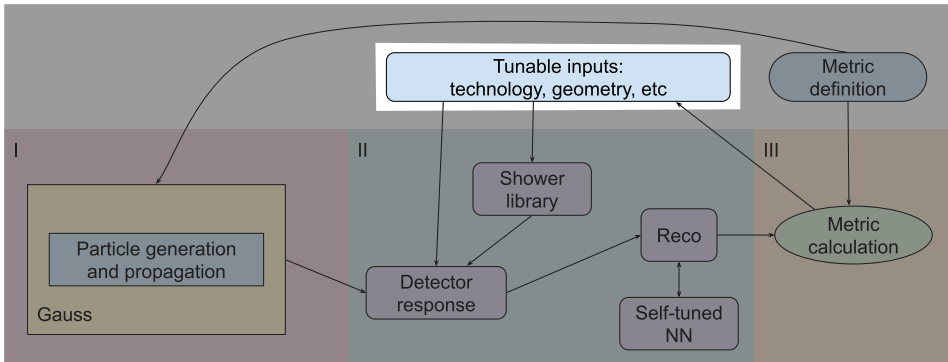 Tunable inputs:
technology, geometry, etc
Metric
definition
I
II
III
Particle generation
and propagation
Gauss
Shower
library
Detector
response
Reco
Self-tuned
NN
Metric
calculation